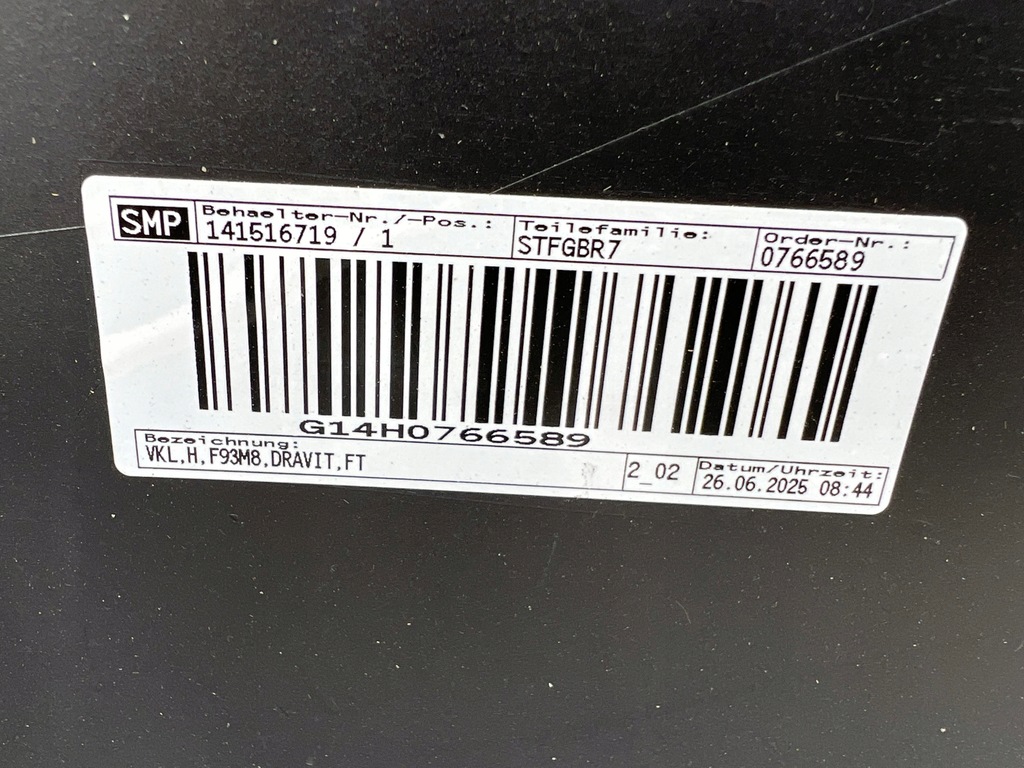 SMP
Behaelter-Nr./-Pos.:
141516719 / 1
Teilefamilie:
STFGBR7
Order-Nr.:
0766589
G14H0766589
Bezeichnung:
VKL,H,F93M8,DRAVIT,FT
2_02
Datum/Uhrzeit:
26.06.2025 08:44